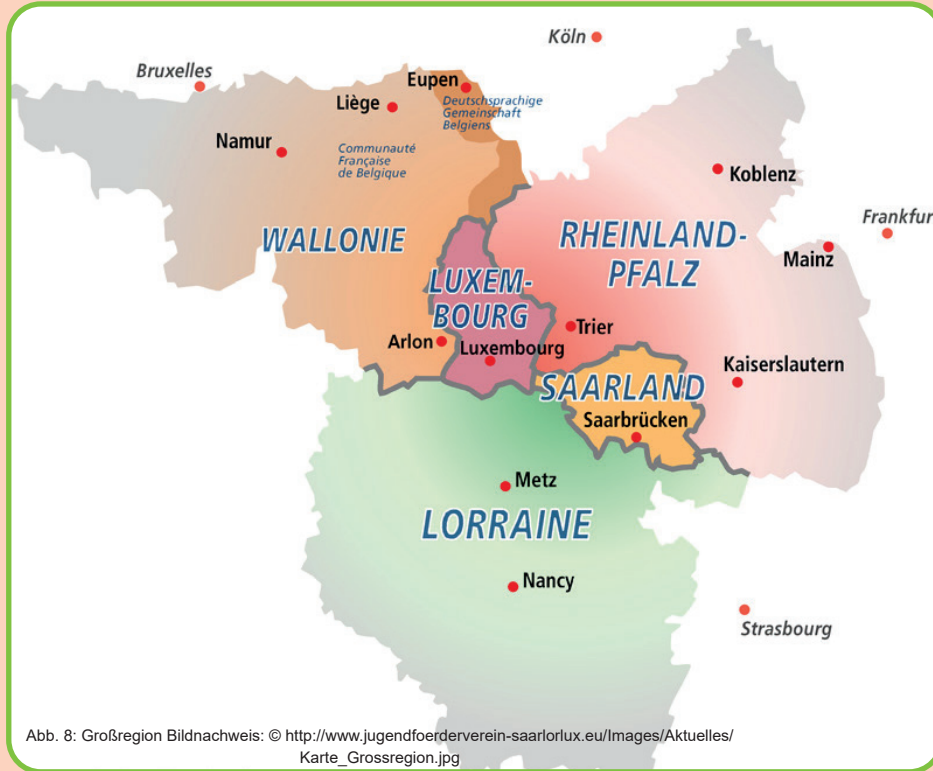 Köln
Bruxelles
Eupen
Deutschsprachige
Gemeinschaft
Belgiens
Liège
Namur
Communauté
Française
de Belgique
Koblenz
Frankfur
Mainz
WALLONIE
RHEINLAND-
PFALZ
LUXEM-
BOURG
Trier
Arlon
Luxembourg
Kaiserslautern
SAARLAND
Saarbrücken
Metz
LORRAINE
Nancy
Strasbourg
Abb. 8: Großregion Bildnachweis: © http://www.jugendfoerderverein-saarlorlux.eu/Images/Aktuelles/
Karte_Grossregion.jpg